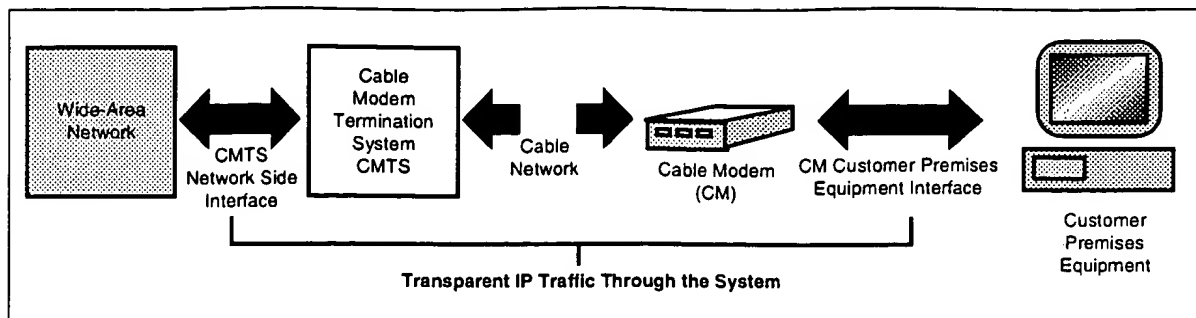 Wide-Area
Network
CMTS
Network Side
Interface
Cable
Modem
Termination
System
CMTS
Cable
Network
Cable Modem
(CM)
CM Customer Premises
Equipment Interface
Customer
Premises
Equipment
Transparent IP Traffic Through the System